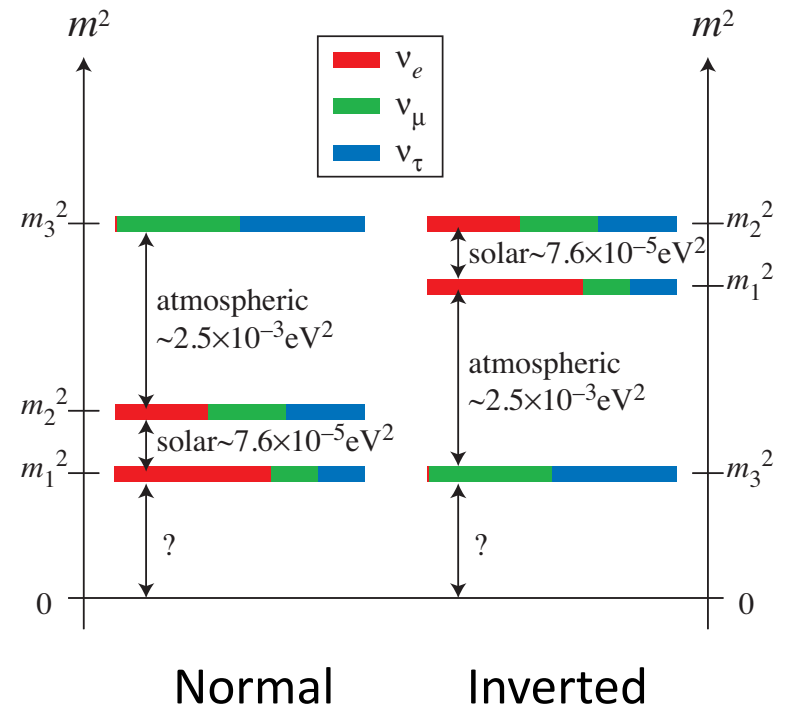 m²
m²
νe
νμ
ντ
m₃²
m₂²
solar~7.6×10⁻⁵eV²
m₁²
atmospheric
~2.5×10⁻³eV²
atmospheric
~2.5×10⁻³eV²
m₂²
solar~7.6×10⁻⁵eV²
m₁²
m₃²
?
?
0
0
Normal
Inverted